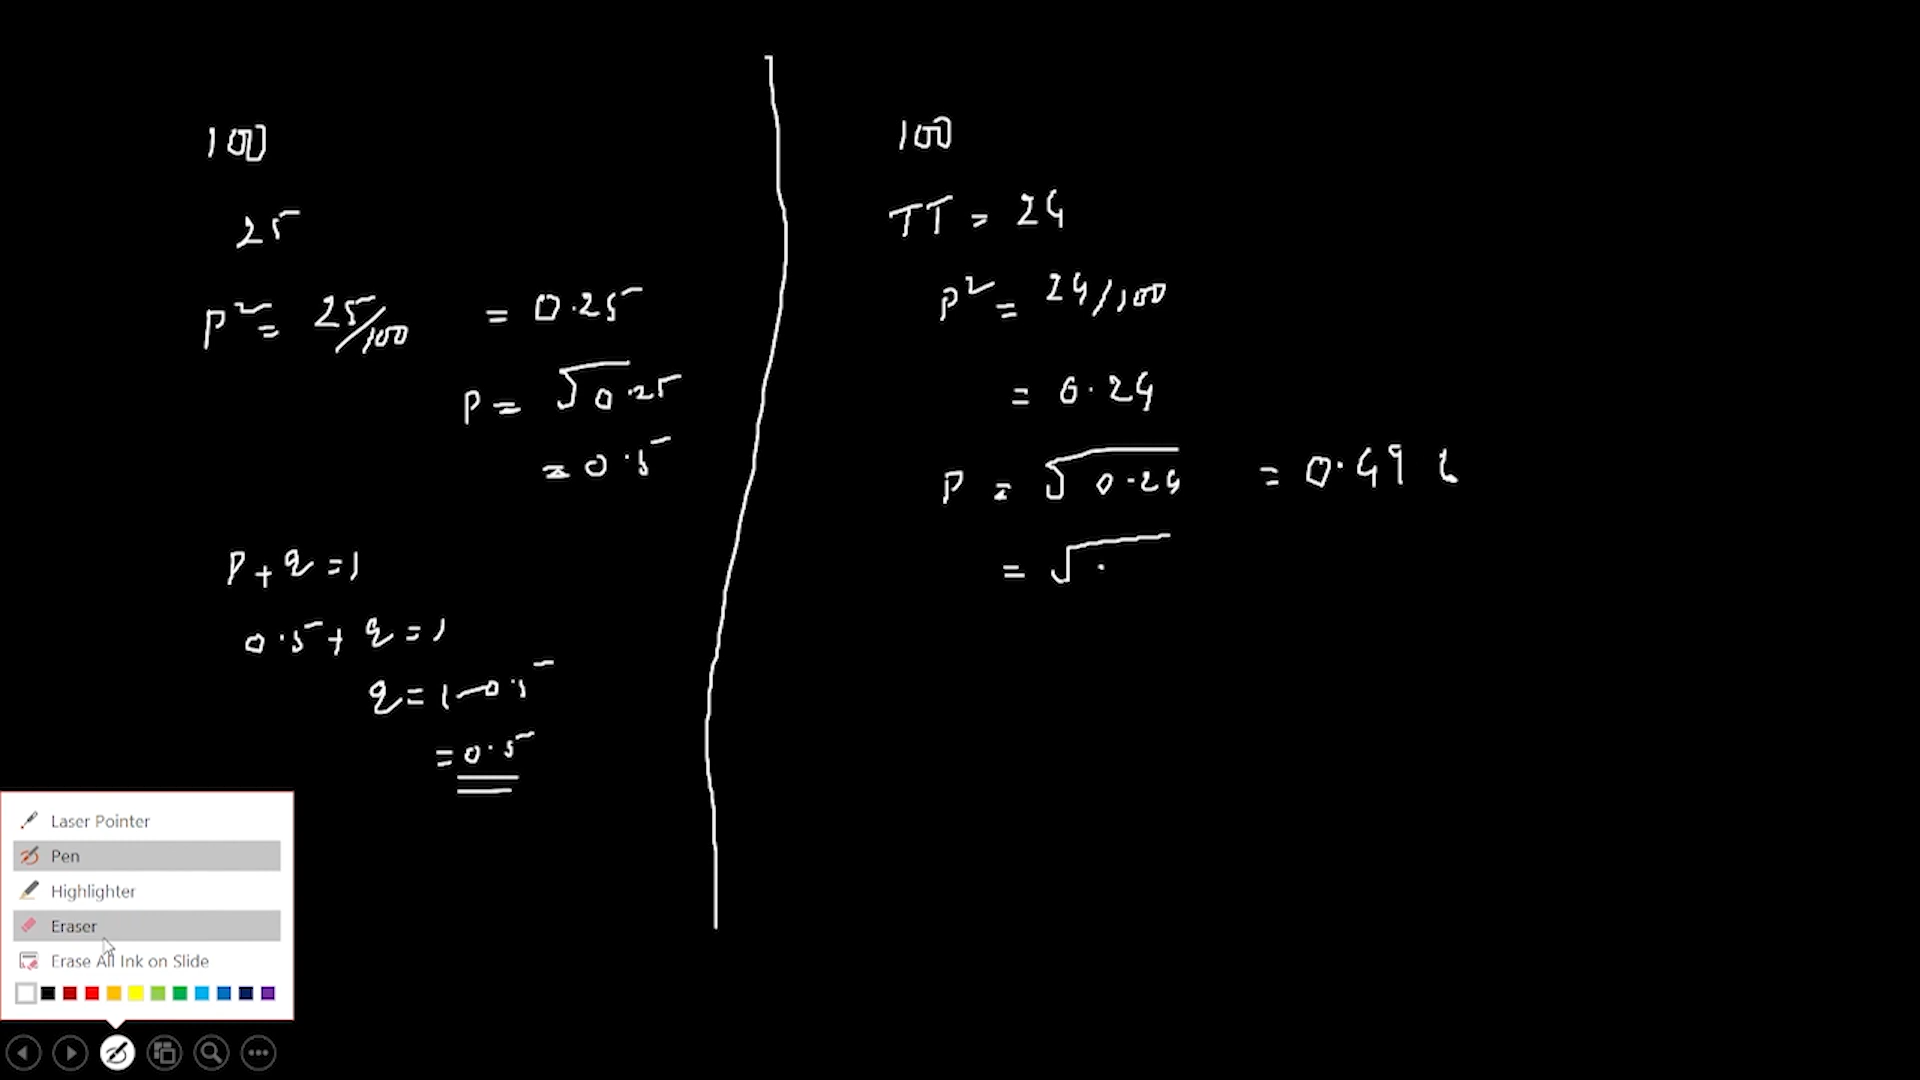 100
25
P² = 25/100 = 0.25
P = √0.25
= 0.5
P + q = 1
0.5 + q = 1
q = 1 - 0.5
= 0.5
100
TT = 24
P² = 24/100
= 0.24
P = √0.24 = 0.49
= √.
Laser Pointer
Pen
Highlighter
Eraser
Erase All Ink on Slide